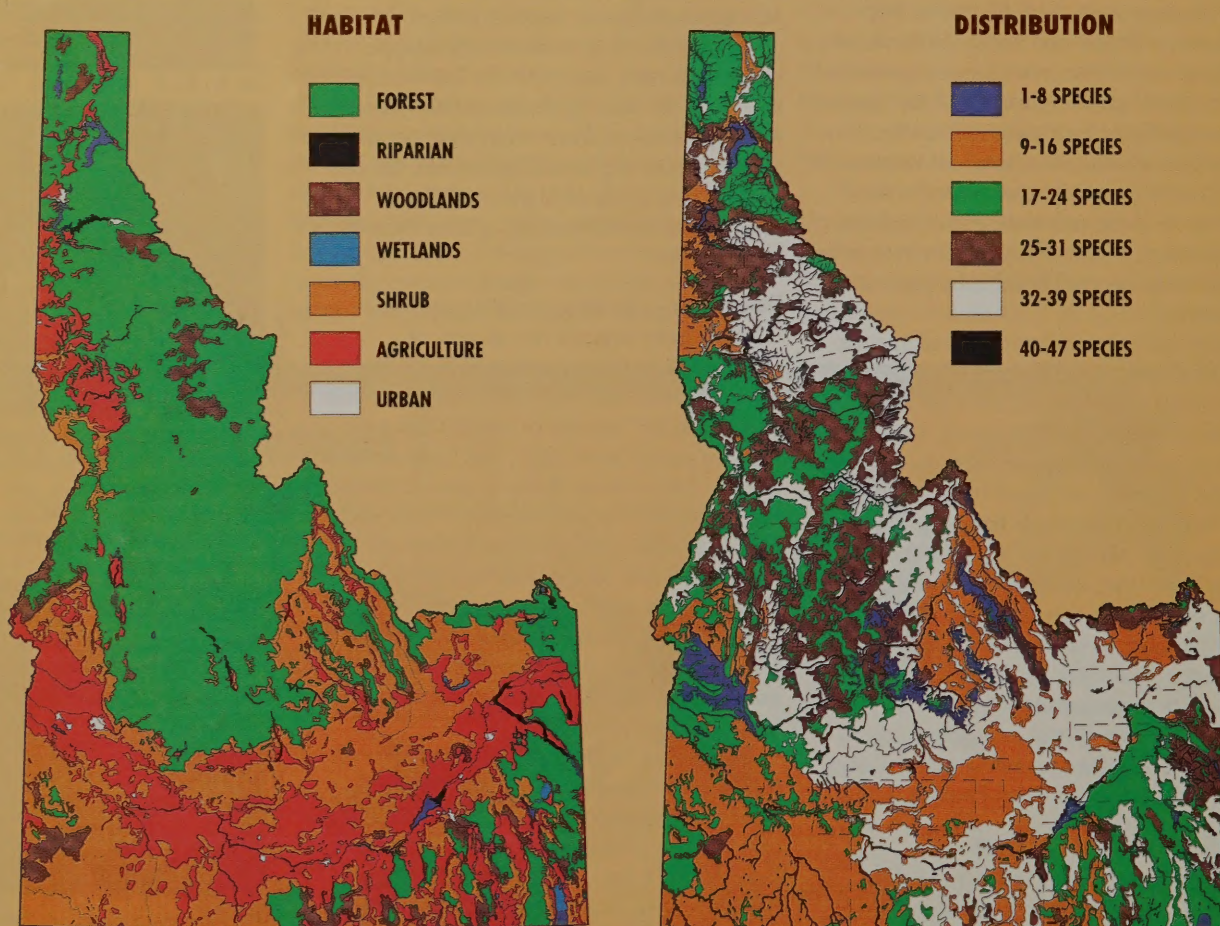 HABITAT
FOREST
RIPARIAN
WOODLANDS
WETLANDS
SHRUB
AGRICULTURE
URBAN
DISTRIBUTION
1-8 SPECIES
9-16 SPECIES
17-24 SPECIES
25-31 SPECIES
32-39 SPECIES
40-47 SPECIES